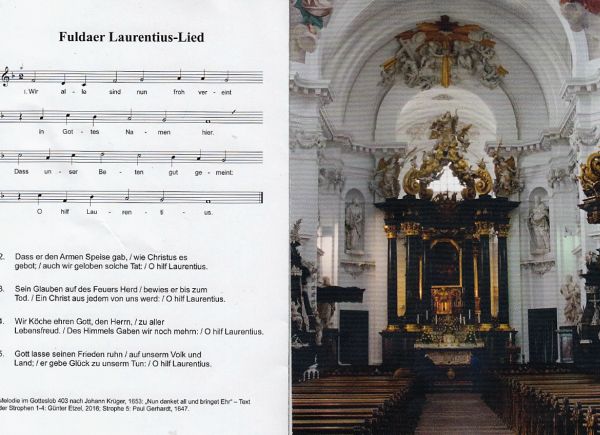 Fuldaer Laurentius-Lied
1. Wir al - le sind nun froh ver - eint
in Got - tes Na - men hier.
Dass un - ser Be - ten gut ge - meint:
O hilf Lau - ren - ti - us.
2. Dass er den Armen Speise gab, / wie Christus es
gebot; / auch wir geloben solche Tat: / O hilf Laurentius.
Sein Glauben auf des Feuers Herd / bewies er bis zum
Tod. / Ein Christ aus jedem von uns werd: / O hilf Laurentius.
Wir Köche ehren Gott, den Herrn, / zu aller
Lebensfreud. / Des Himmels Gaben wir noch mehrn: / O hilf Laurentius.
Gott lasse seinen Frieden ruhn / auf unserm Volk und
Land; / er gebe Glück zu unserm Tun: / O hilf Laurentius.
Melodie im Gotteslob 403 nach Johann Krüger, 1653: „Nun danket all und bringet Ehr“ – Text
der Strophen 1-4: Günter Elzel, 2016; Strophe 5: Paul Gerhardt, 1647.